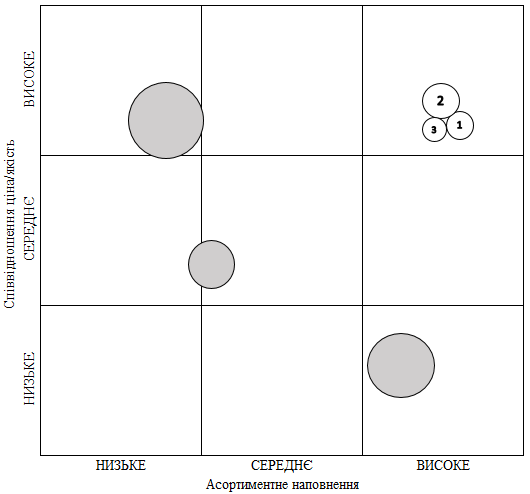 Співвідношення ціна/якість
ВИСОКЕ
СЕРЕДНЄ
НИЗЬКЕ
2
3
1
НИЗЬКЕ
СЕРЕДНЄ
ВИСОКЕ
Асортиментне наповнення